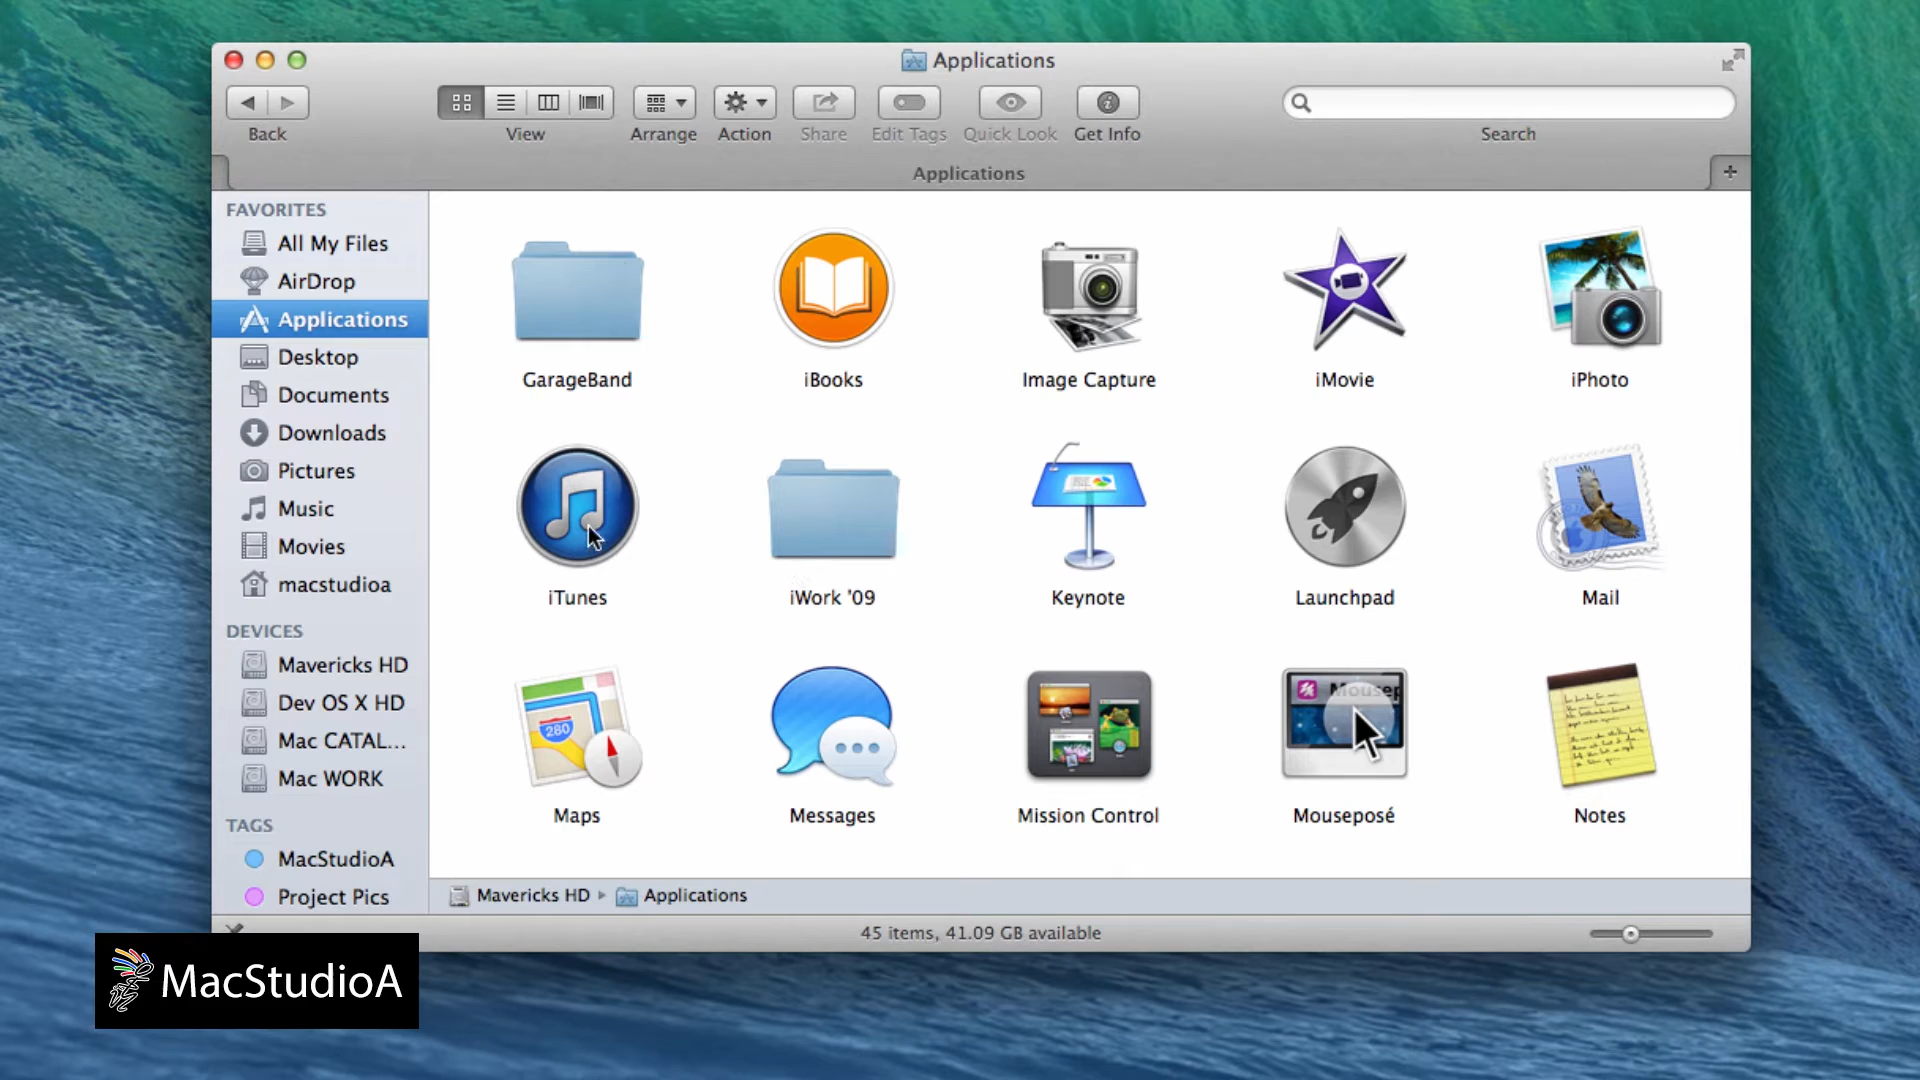 Applications
Back
View
Arrange
Action
Share
Edit Tags
Quick Look
Get Info
Search
Applications
FAVORITES
All My Files
AirDrop
Applications
Desktop
Documents
Downloads
Pictures
Music
Movies
macstudioa
DEVICES
Mavericks HD
Dev OS X HD
Mac CATAL...
Mac WORK
TAGS
MacStudioA
Project Pics
GarageBand
iBooks
Image Capture
iMovie
iPhoto
iTunes
iWork '09
Keynote
Launchpad
Mail
280
Mousep
Maps
Messages
Mission Control
Mouseposé
Notes
Mavericks HD
Applications
45 items, 41.09 GB available
MacStudioA